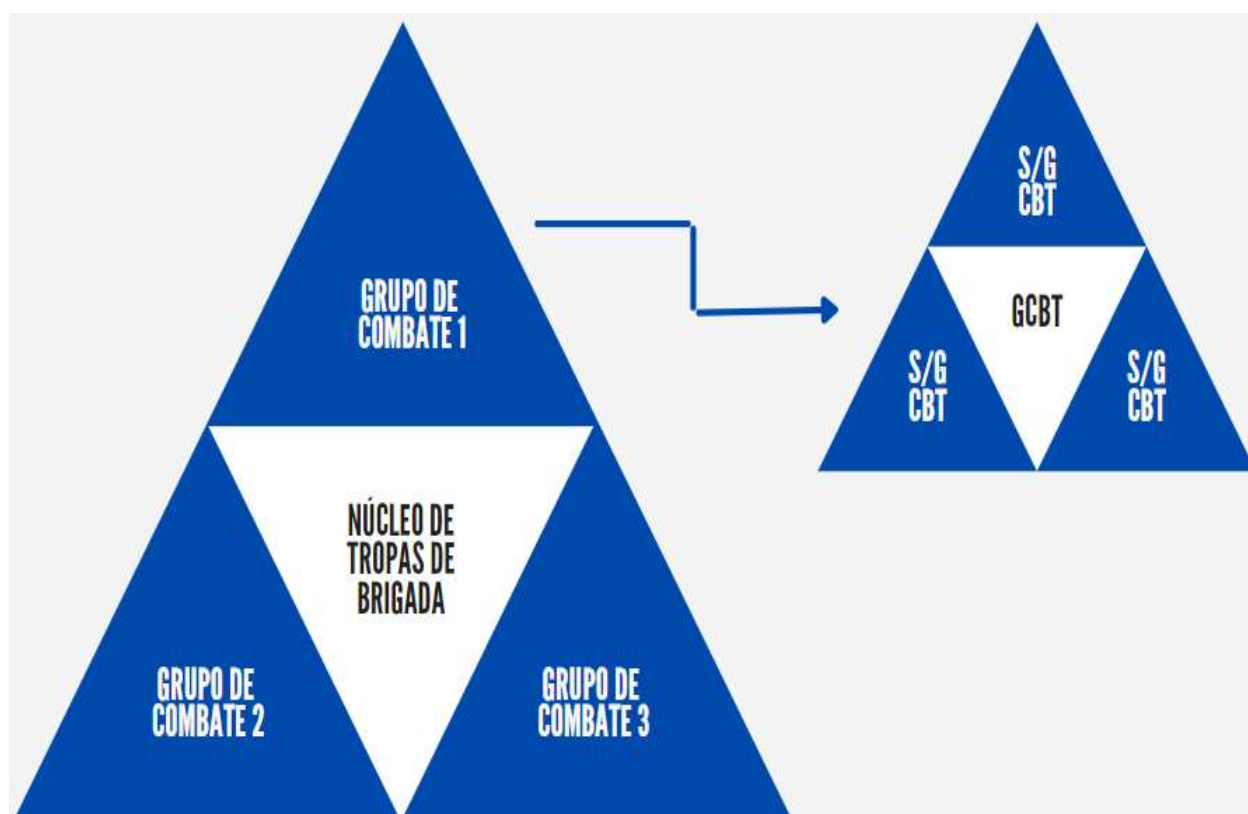 GRUPO DE
COMBATE 1
NÚCLEO DE
TROPAS DE
BRIGADA
GRUPO DE
COMBATE 2
GRUPO DE
COMBATE 3
S/G
CBT
GCBT
S/G
CBT
S/G
CBT